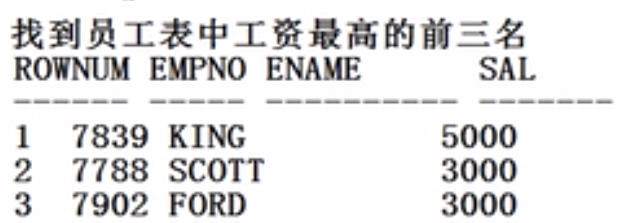 找到员工表中工资最高的前三名
ROWNUM EMPNO ENAME SAL
------ ----- ---------- -------
1 7839 KING 5000
2 7788 SCOTT 3000
3 7902 FORD 3000